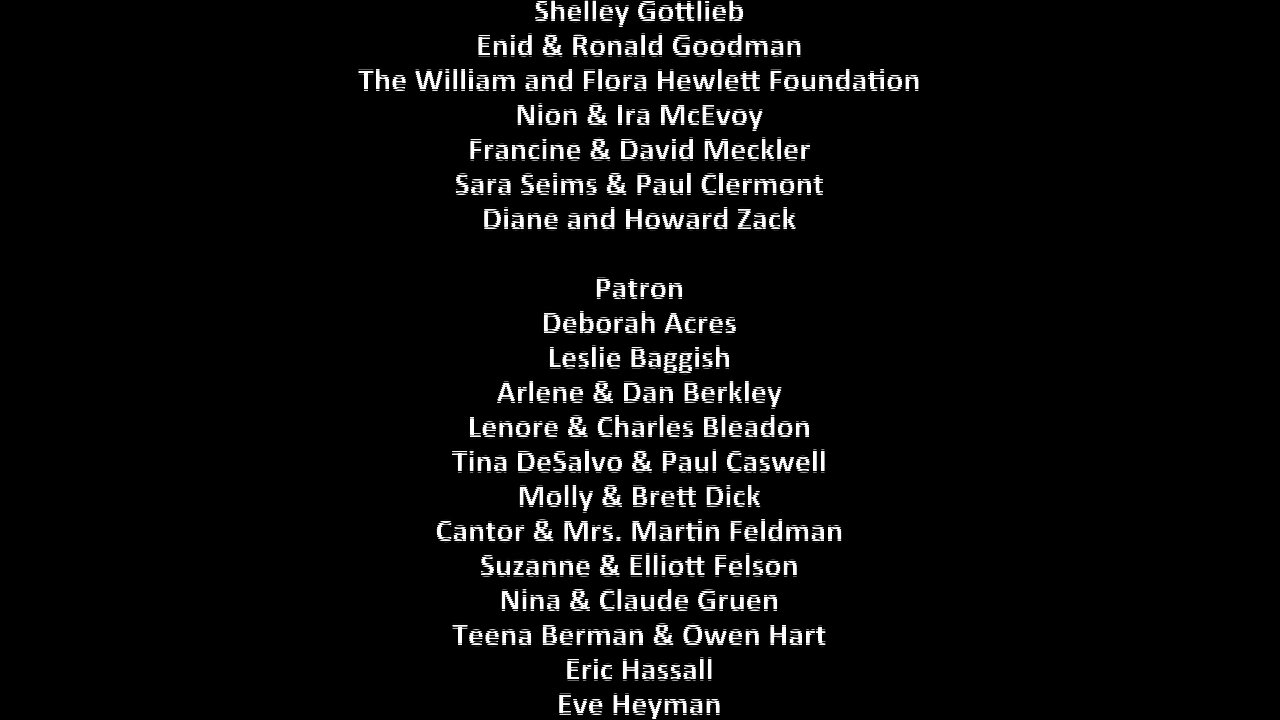 Shelley Gottlieb
Enid & Ronald Goodman
The William and Flora Hewlett Foundation
Nion & Ira McEvoy
Francine & David Meckler
Sara Seims & Paul Clermont
Diane and Howard Zack
Patron
Deborah Acres
Leslie Baggish
Arlene & Dan Berkley
Lenore & Charles Bleadon
Tina DeSalvo & Paul Caswell
Molly & Brett Dick
Cantor & Mrs. Martin Feldman
Suzanne & Elliott Felson
Nina & Claude Gruen
Teena Berman & Owen Hart
Eric Hassall
Eve Heyman